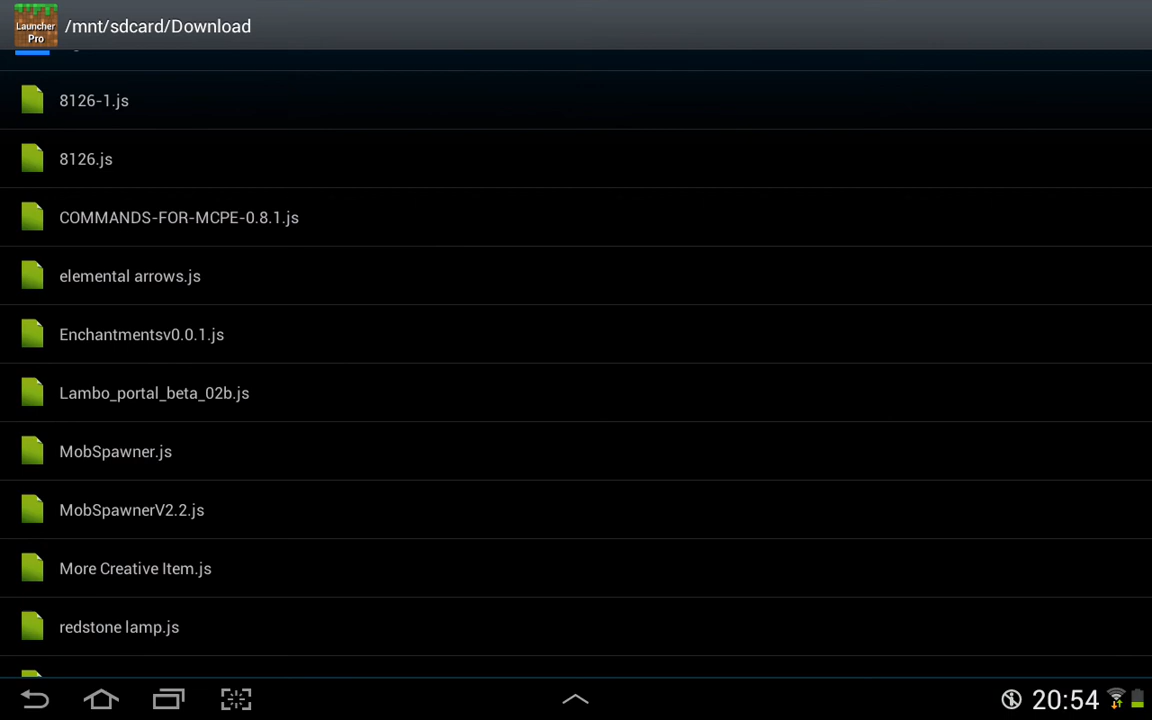 Launcher
Pro
/mnt/sdcard/Download
8126-1.js
8126.js
COMMANDS-FOR-MCPE-0.8.1.js
elemental arrows.js
Enchantmentsv0.0.1.js
Lambo_portal_beta_02b.js
MobSpawner.js
MobSpawnerV2.2.js
More Creative Item.js
redstone lamp.js
20:54